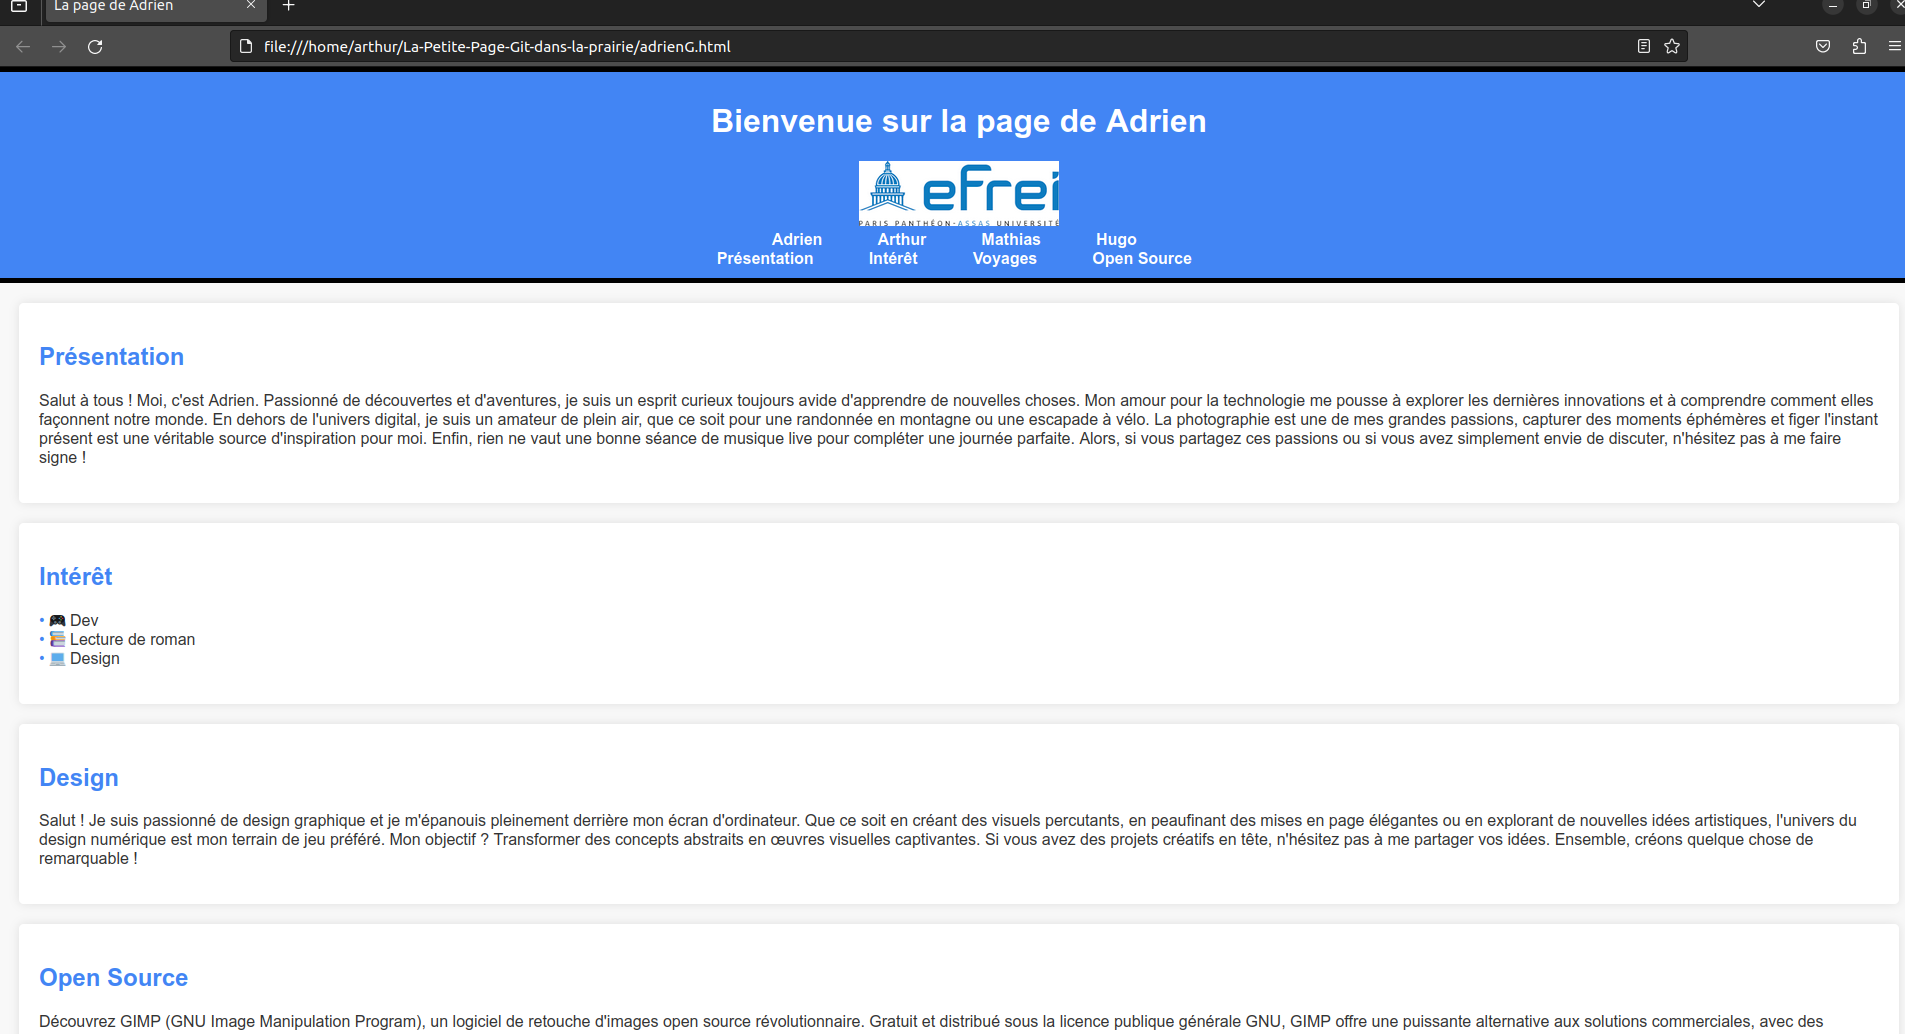 La page de Adrien
file:///home/arthur/La-Petite-Page-Git-dans-la-prairie/adrienG.html
Bienvenue sur la page de Adrien
efrei
PARIS PANTHÉON-ASSAS UNIVERSITÉ
Adrien Arthur Mathias Hugo
Présentation Intérêt Voyages Open Source
Présentation
Salut à tous ! Moi, c'est Adrien. Passionné de découvertes et d'aventures, je suis un esprit curieux toujours avide d'apprendre de nouvelles choses. Mon amour pour la technologie me pousse à explorer les dernières innovations et à comprendre comment elles
façonnent notre monde. En dehors de l'univers digital, je suis un amateur de plein air, que ce soit pour une randonnée en montagne ou une escapade à vélo. La photographie est une de mes grandes passions, capturer des moments éphémères et figer l'instant
présent est une véritable source d'inspiration pour moi. Enfin, rien ne vaut une bonne séance de musique live pour compléter une journée parfaite. Alors, si vous partagez ces passions ou si vous avez simplement envie de discuter, n'hésitez pas à me faire
signe !
Intérêt
• 🎮 Dev
• 📚 Lecture de roman
• 💻 Design
Design
Salut ! Je suis passionné de design graphique et je m'épanouis pleinement derrière mon écran d'ordinateur. Que ce soit en créant des visuels percutants, en peaufinant des mises en page élégantes ou en explorant de nouvelles idées artistiques, l'univers du
design numérique est mon terrain de jeu préféré. Mon objectif ? Transformer des concepts abstraits en œuvres visuelles captivantes. Si vous avez des projets créatifs en tête, n'hésitez pas à me partager vos idées. Ensemble, créons quelque chose de
remarquable !
Open Source
Découvrez GIMP (GNU Image Manipulation Program), un logiciel de retouche d'images open source révolutionnaire. Gratuit et distribué sous la licence publique générale GNU, GIMP offre une puissante alternative aux solutions commerciales, avec des